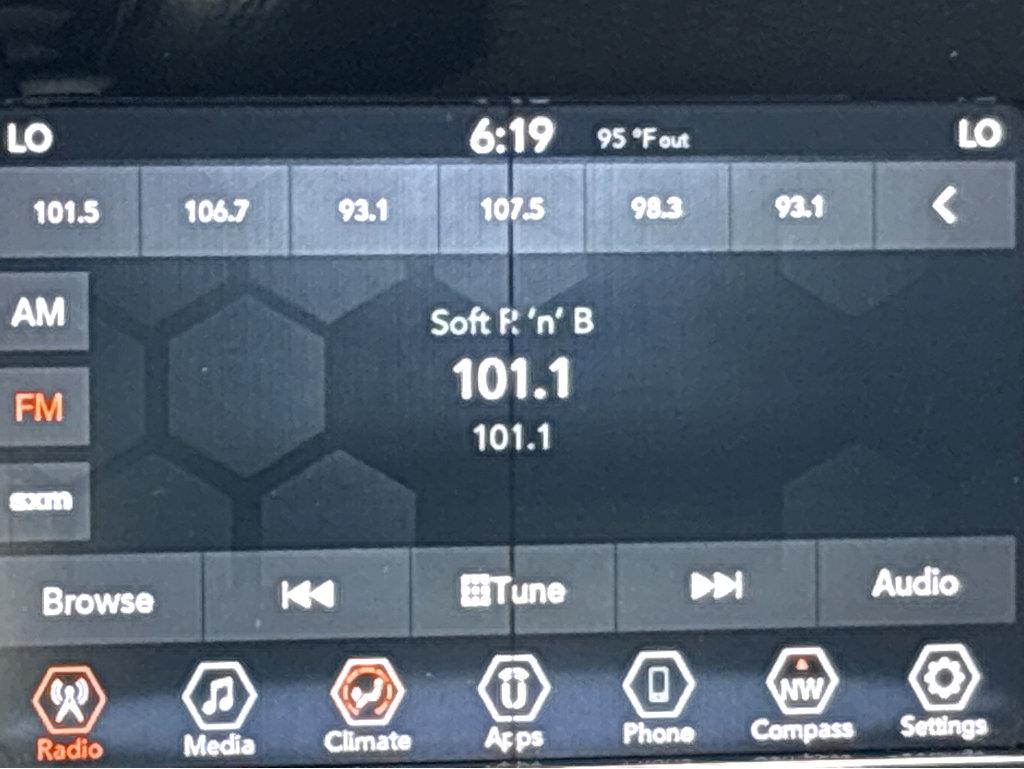 LO 6:19 95 °F out LO
101.5 106.7 93.1 107.5 98.3 93.1
AM
Soft R 'n' B
101.1
FM
101.1
sxm
Browse Tune Audio
NW
Radio Media Climate Apps Phone Compass Settings